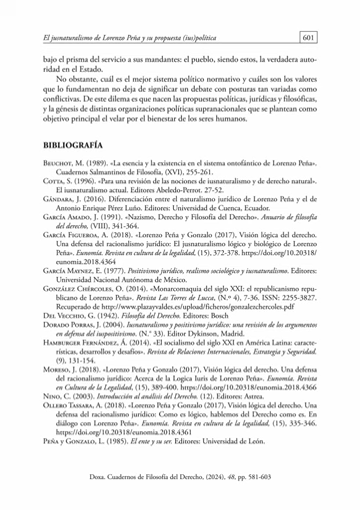 El jusnaturalismo de Lorenzo Peña y su propuesta (ius)política 601
bajo el prisma del servicio a sus mandantes: el pueblo, siendo estos, la verdadera auto-
ridad en el Estado.
No obstante, cuál es el mejor sistema político normativo y cuáles son los valores
que lo fundamentan no deja de significar un debate con posturas tan variadas como
conflictivas. De este dilema es que nacen las propuestas políticas, jurídicas y filosóficas,
y la génesis de distintas organizaciones políticas supranacionales que se plantean como
objetivo principal el velar por el bienestar de los seres humanos.
BIBLIOGRAFÍA
Beuchot, M. (1989). «La esencia y la existencia en el sistema ontofántico de Lorenzo Peña».
Cuadernos Salmantinos de Filosofía, (XVI), 255-261.
Cotta, S. (1996). «Para una revisión de las nociones de iusnaturalismo y de derecho natural».
El iusnaturalismo actual. Editores Abeledo-Perrot. 27-52.
Gándara, J. (2016). Diferenciación entre el naturalismo jurídico de Lorenzo Peña y el de
Antonio Enrique Pérez Luño. Editores: Universidad de Cuenca, Ecuador.
García Amado, J. (1991). «Nazismo, Derecho y Filosofía del Derecho». Anuario de filosofía
del derecho, (VIII), 341-364.
García Figueroa, A. (2018). «Lorenzo Peña y Gonzalo (2017), Visión lógica del derecho.
Una defensa del racionalismo jurídico: El jusnaturalismo lógico y biológico de Lorenzo
Peña». Eunomía. Revista en cultura de la legalidad, (15), 372-378. https://doi.org/10.20318/
eunomia.2018.4364
García Maynez, E. (1977). Positivismo jurídico, realismo sociológico y iusnaturalismo. Editores:
Universidad Nacional Autónoma de México.
González Chércoles, O. (2014). «Monarcomaquia del siglo XXI: el republicanismo repu-
blicano de Lorenzo Peña». Revista Las Torres de Lucca, (N.º 4), 7-36. ISSN: 2255-3827.
Recuperado de http://www.plazayvaldes.es/upload/ficheros/gonzalezchercoles.pdf
Del Vecchio, G. (1942). Filosofía del Derecho. Editores: Bosch
Dorado Porras, J. (2004). Iusnaturalismo y positivismo jurídico: una revisión de los argumentos
en defensa del iuspositivismo. (N.° 33). Editor Dykinson, Madrid.
Hamburger Fernández, Á. (2014). «El socialismo del siglo XXI en América Latina: caracte-
rísticas, desarrollos y desafíos». Revista de Relaciones Internacionales, Estrategia y Seguridad.
(9), 131-154.
Moreso, J. (2018). «Lorenzo Peña y Gonzalo (2017), Visión lógica del derecho. Una defensa
del racionalismo jurídico: Acerca de la Logica Iuris de Lorenzo Peña». Eunomía. Revista
en Cultura de la Legalidad, (15), 389-400. https://doi.org/10.20318/eunomia.2018.4366
Nino, C. (2003). Introducción al análisis del Derecho. (12). Editores: Astrea.
Ollero Tassara, A. (2018). «Lorenzo Peña y Gonzalo (2017), Visión lógica del derecho. Una
defensa del racionalismo jurídico: Como es lógico, hablemos del Derecho como es. En
diálogo con Lorenzo Peña». Eunomía. Revista en cultura de la legalidad, (15), 335-346.
https://doi.org/10.20318/eunomia.2018.4361
Peña y Gonzalo, L. (1985). El ente y su ser. Editores: Universidad de León.
Doxa. Cuadernos de Filosofía del Derecho, (2024), 48, pp. 581-603